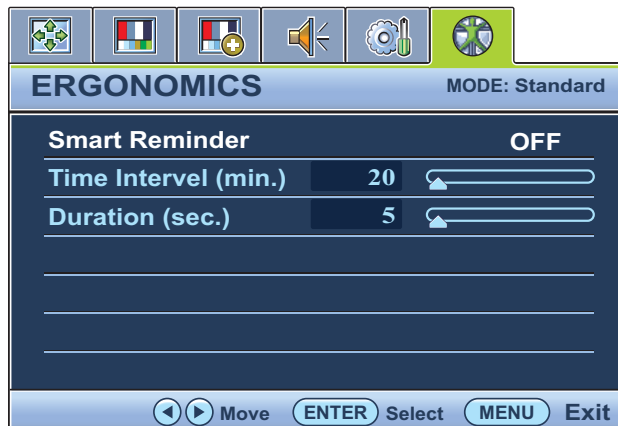 ERGONOMICS MODE: Standard
Smart Reminder OFF
Time Intervel (min.) 20
Duration (sec.) 5
Move ENTER Select MENU Exit